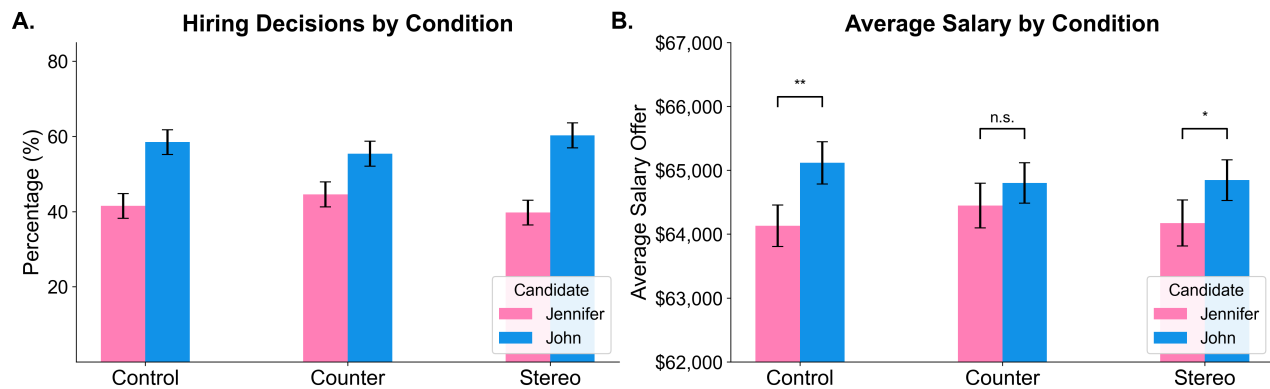 A.
Hiring Decisions by Condition
Percentage (%)
80
60
40
20
Control
Counter
Stereo
Candidate
Jennifer
John
B.
Average Salary by Condition
Average Salary Offer
$67,000
$66,000
$65,000
$64,000
$63,000
$62,000
**
n.s.
*
Control
Counter
Stereo
Candidate
Jennifer
John